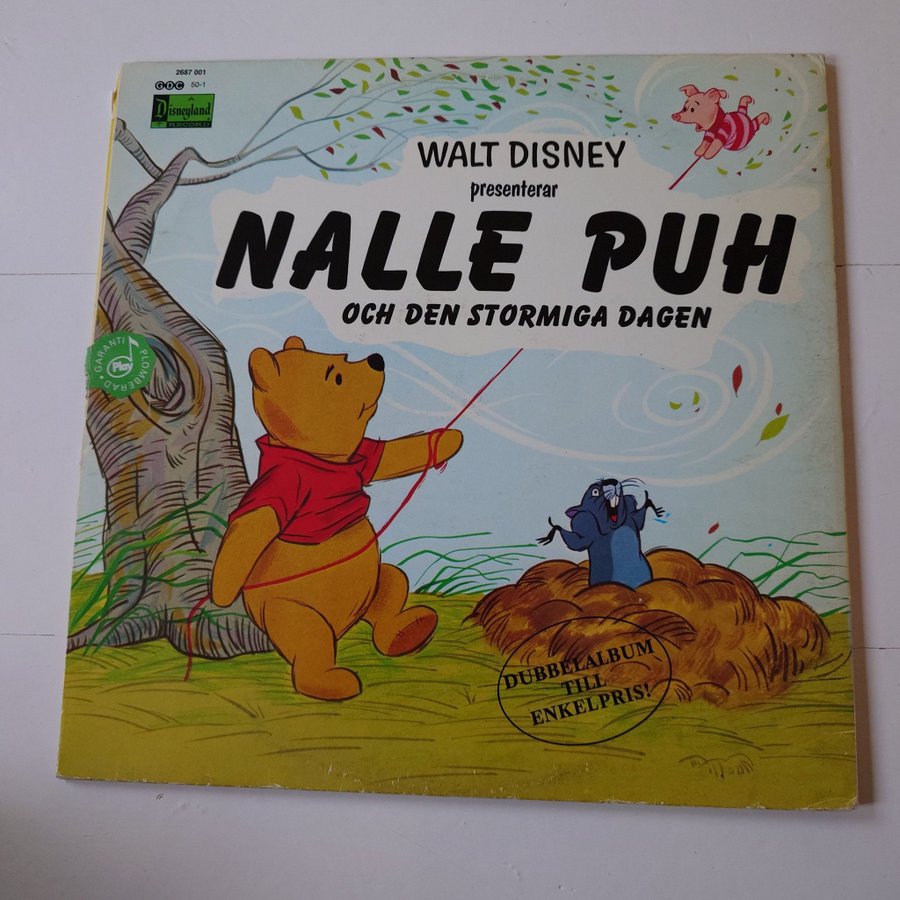 2687 001
GDC 50-1
Disneyland
RECORD
WALT DISNEY
presenterar
NALLE PUH
OCH DEN STORMIGA DAGEN
GARANTI
Play
PLOMBERAD
DUBBELALBUM
TILL
ENKELPRIS!